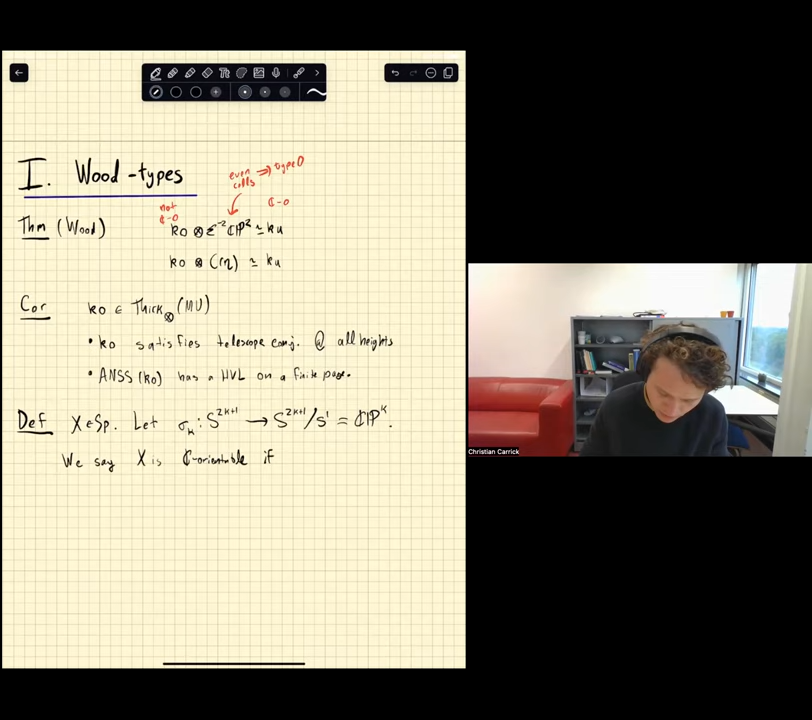 I. Wood-types
even cells ⇒ type 0
not ℂ-o
ℂ-o
Thm (Wood) ko ⊗ Σ⁻²ℂP² ≃ ku
ko ⊗ C(η) ≃ ku
Cor ko ∈ Thick⊗(MU)
• ko satisfies telescope conj. @ all heights
• ANSS(ko) has a HVL on a finite page.
Def X ∈ Sp. Let σₖ : S²ᵏ⁺¹ → S²ᵏ⁺¹/S¹ = ℂPᵏ.
We say X is ℂ-orientable if
Christian Carrick